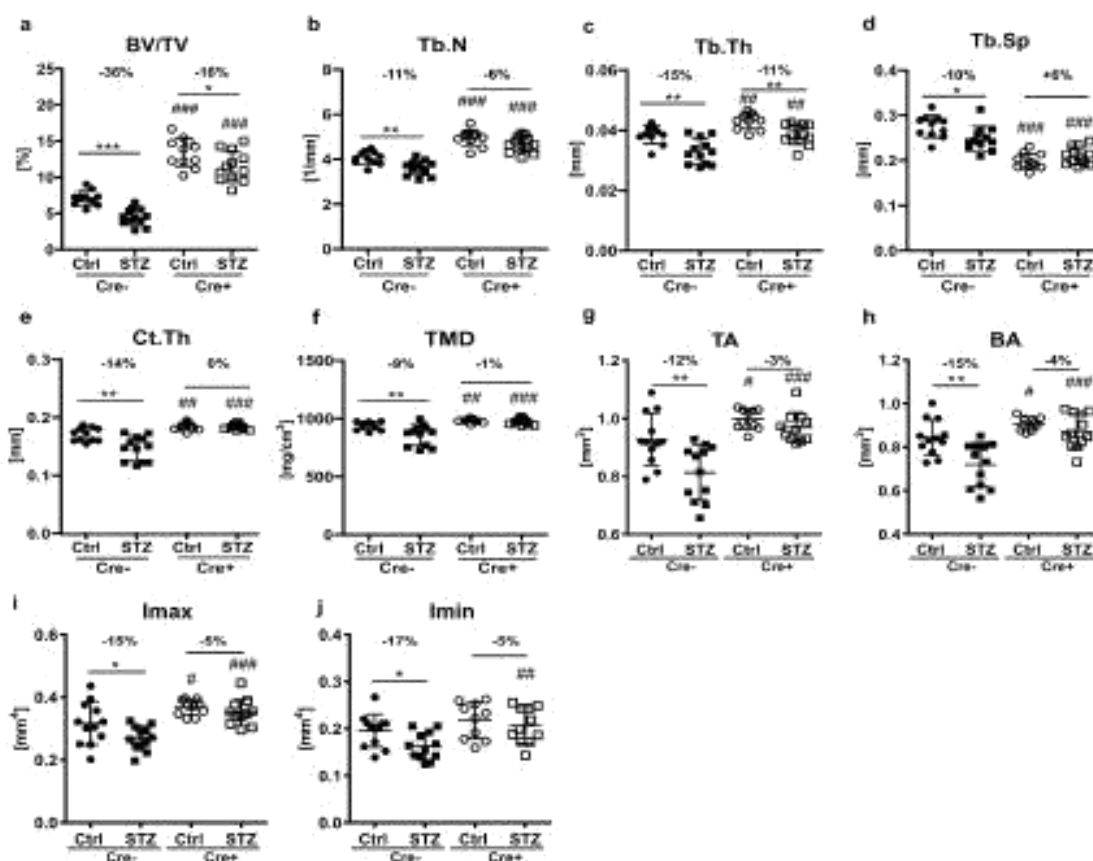 a
BV/TV
-36%
-16%
*
###
###
***
[%]
25
20
15
10
5
0
Ctrl STZ Ctrl STZ
Cre- Cre+
b
Tb.N
-11%
-6%
###
###
**
[1/mm]
8
6
4
2
0
Ctrl STZ Ctrl STZ
Cre- Cre+
c
Tb.Th
-15%
-11%
**
**
##
##
[mm]
0.06
0.04
0.02
0.00
Ctrl STZ Ctrl STZ
Cre- Cre+
d
Tb.Sp
-10%
+6%
*
###
###
[mm]
0.4
0.3
0.2
0.1
0.0
Ctrl STZ Ctrl STZ
Cre- Cre+
e
Ct.Th
-14%
0%
**
##
###
[mm]
0.3
0.2
0.1
0.0
Ctrl STZ Ctrl STZ
Cre- Cre+
f
TMD
-9%
-1%
**
##
###
[mg/cm³]
1500
1000
500
0
Ctrl STZ Ctrl STZ
Cre- Cre+
g
TA
-12%
-3%
**
#
###
[mm²]
1.2
1.0
0.8
0.6
Ctrl STZ Ctrl STZ
Cre- Cre+
h
BA
-15%
-4%
**
#
###
[mm²]
1.2
1.0
0.8
0.6
0.4
Ctrl STZ Ctrl STZ
Cre- Cre+
i
Imax
-15%
-5%
*
#
###
[mm⁴]
0.6
0.4
0.2
0.0
Ctrl STZ Ctrl STZ
Cre- Cre+
j
Imin
-17%
-5%
*
##
[mm⁴]
0.4
0.3
0.2
0.1
0.0
Ctrl STZ Ctrl STZ
Cre- Cre+